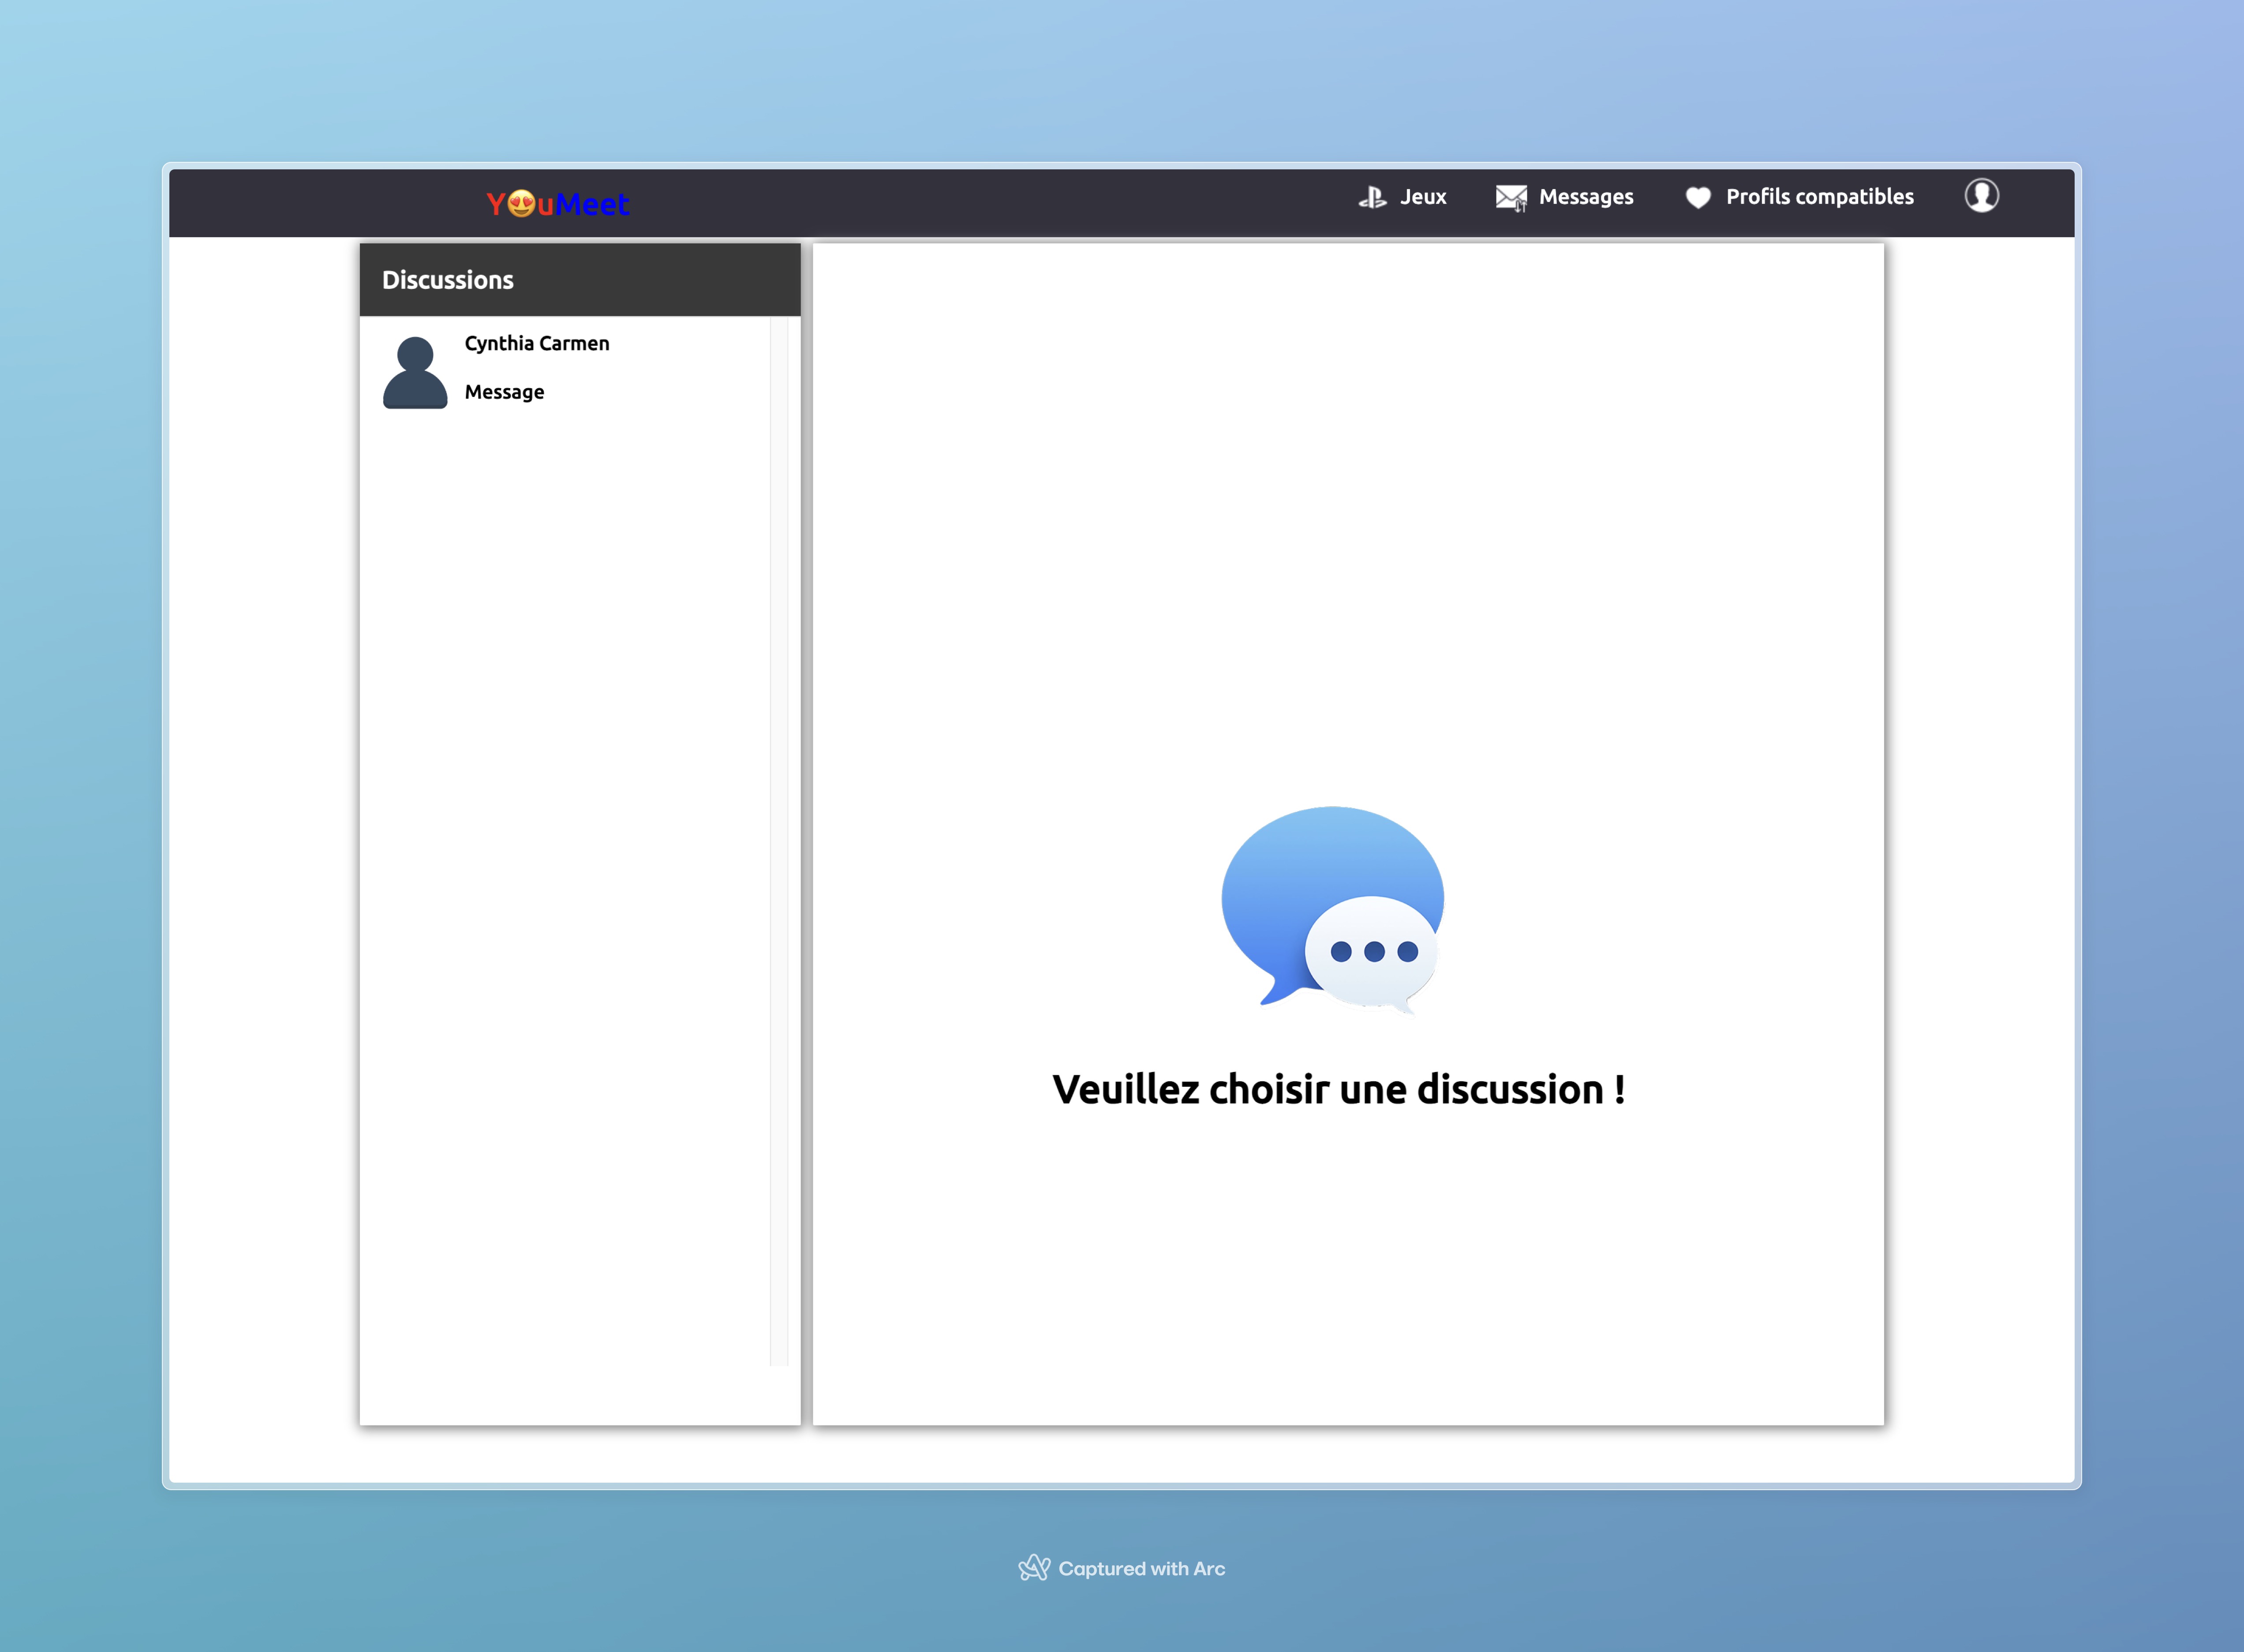 Y😍uMeet
Jeux
Messages
Profils compatibles
Discussions
Cynthia Carmen
Message
Veuillez choisir une discussion !
Captured with Arc